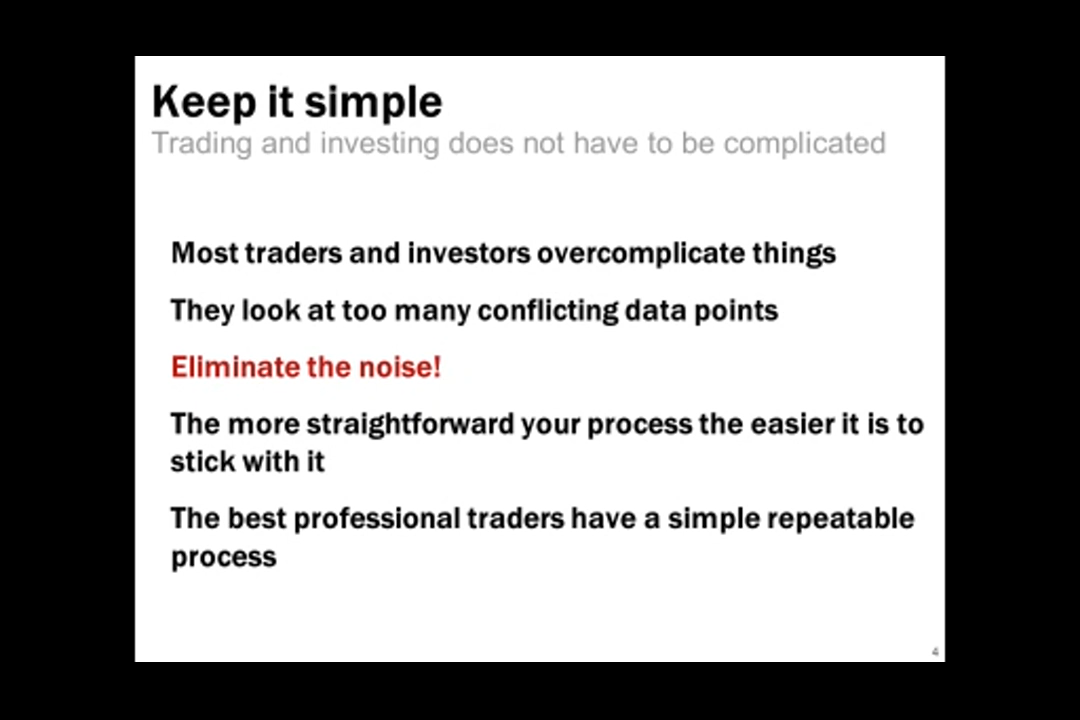 Keep it simple
Trading and investing does not have to be complicated
Most traders and investors overcomplicate things
They look at too many conflicting data points
Eliminate the noise!
The more straightforward your process the easier it is to
stick with it
The best professional traders have a simple repeatable
process
4